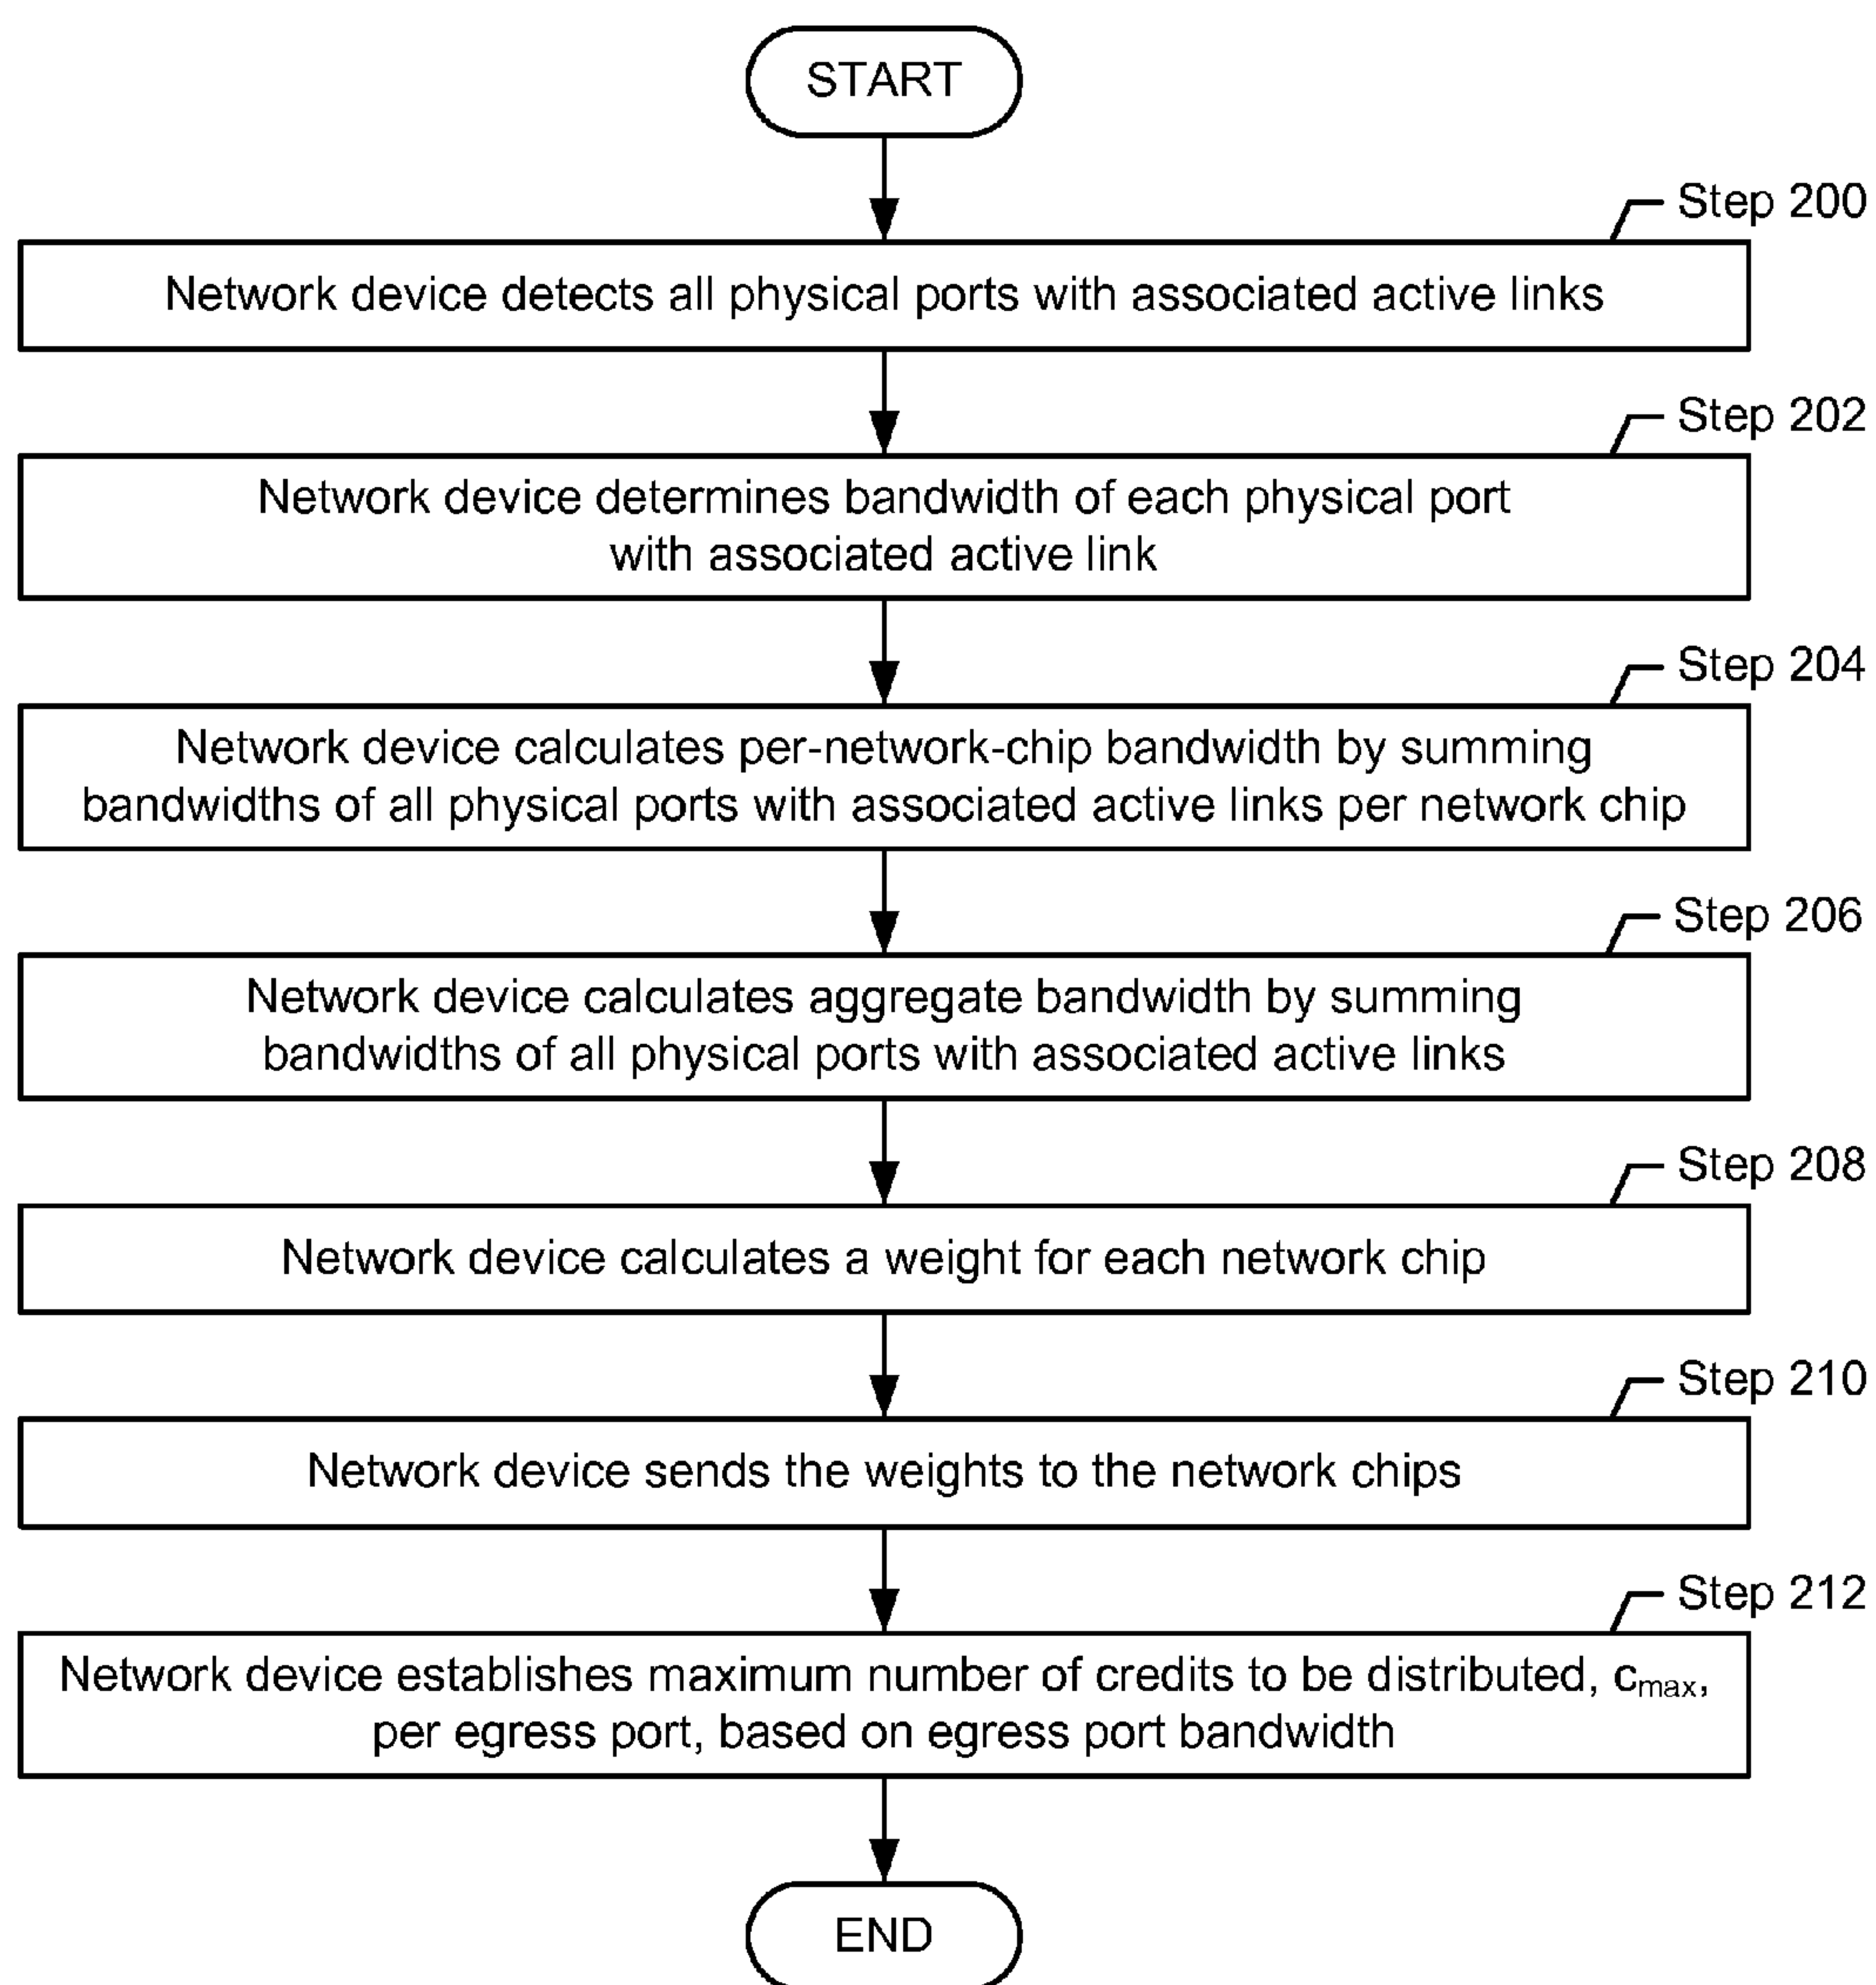 START
Step 200
Network device detects all physical ports with associated active links
Step 202
Network device determines bandwidth of each physical port
with associated active link
Step 204
Network device calculates per-network-chip bandwidth by summing
bandwidths of all physical ports with associated active links per network chip
Step 206
Network device calculates aggregate bandwidth by summing
bandwidths of all physical ports with associated active links
Step 208
Network device calculates a weight for each network chip
Step 210
Network device sends the weights to the network chips
Step 212
Network device establishes maximum number of credits to be distributed, cmax,
per egress port, based on egress port bandwidth
END